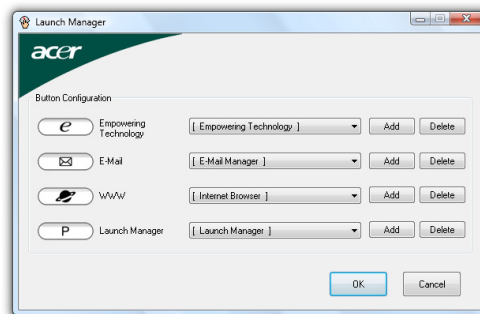 Launch Manager
acer
Button Configuration
e Empowering Technology [ Empowering Technology ] Add Delete
E-Mail [ E-Mail Manager ] Add Delete
WWW [ Internet Browser ] Add Delete
P Launch Manager [ Launch Manager ] Add Delete
OK Cancel